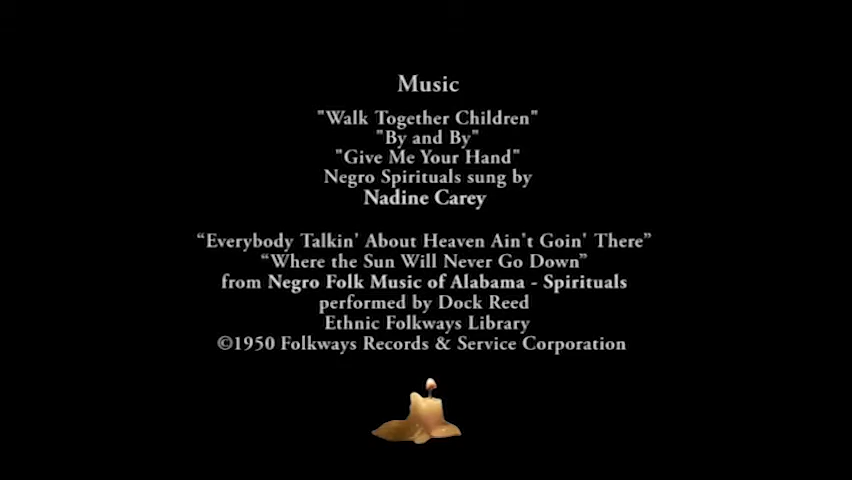 Music
"Walk Together Children"
"By and By"
"Give Me Your Hand"
Negro Spirituals sung by
Nadine Carey
“Everybody Talkin' About Heaven Ain't Goin' There”
“Where the Sun Will Never Go Down”
from Negro Folk Music of Alabama - Spirituals
performed by Dock Reed
Ethnic Folkways Library
©1950 Folkways Records & Service Corporation